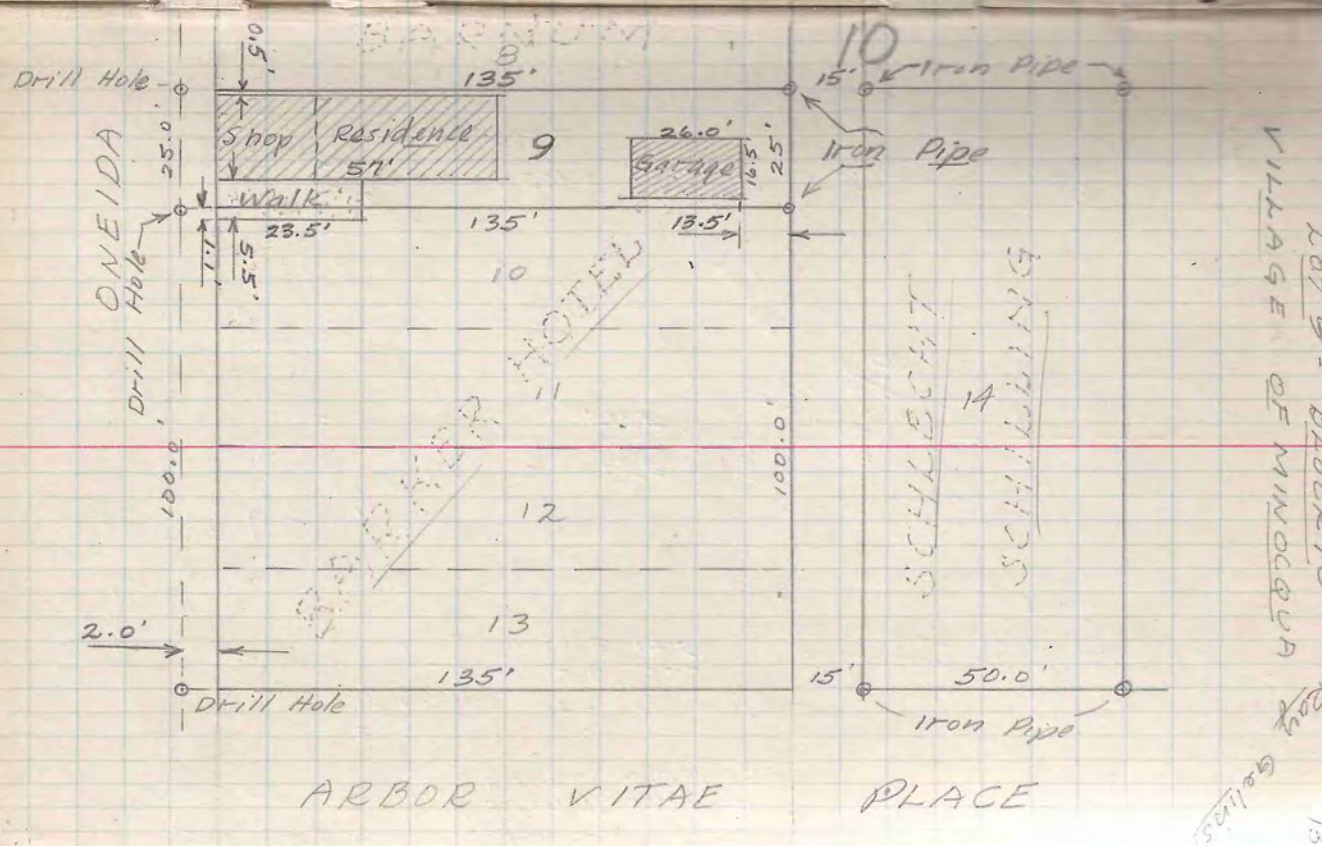 10
8
0.5'
135'
15'
Iron Pipe
Drill Hole
ONEIDA
25.0'
Shop
Residence
57'
9
26.0'
Garage
16.5'
25'
Iron Pipe
Walk
23.5'
135'
13.5'
1.1'
5.5'
Drill Hole
10
HOTEL
11
SCHLECHT
SCHILLING
14
100.0'
100.0'
12
13
2.0'
135'
15'
50.0'
Drill Hole
Iron Pipe
ARBOR VITAE PLACE
VILLAGE OF MINOCQUA
Ray